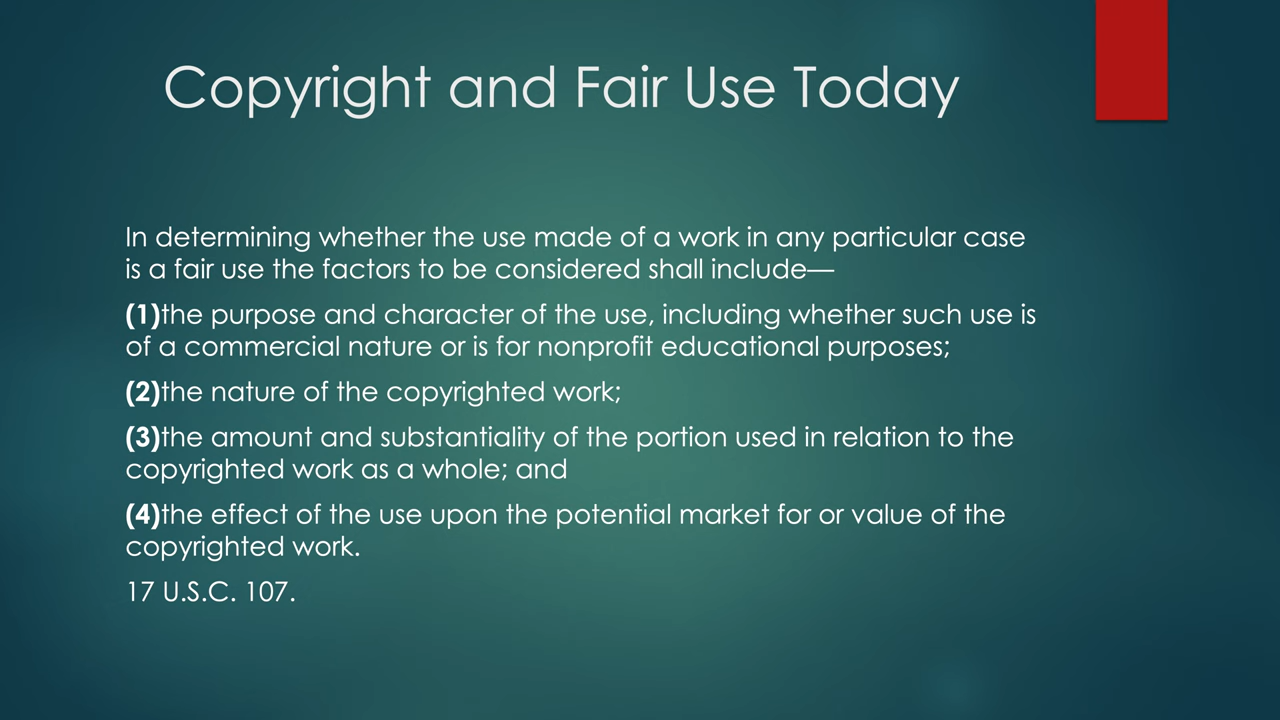 Copyright and Fair Use Today
In determining whether the use made of a work in any particular case
is a fair use the factors to be considered shall include—
(1)the purpose and character of the use, including whether such use is
of a commercial nature or is for nonprofit educational purposes;
(2)the nature of the copyrighted work;
(3)the amount and substantiality of the portion used in relation to the
copyrighted work as a whole; and
(4)the effect of the use upon the potential market for or value of the
copyrighted work.
17 U.S.C. 107.